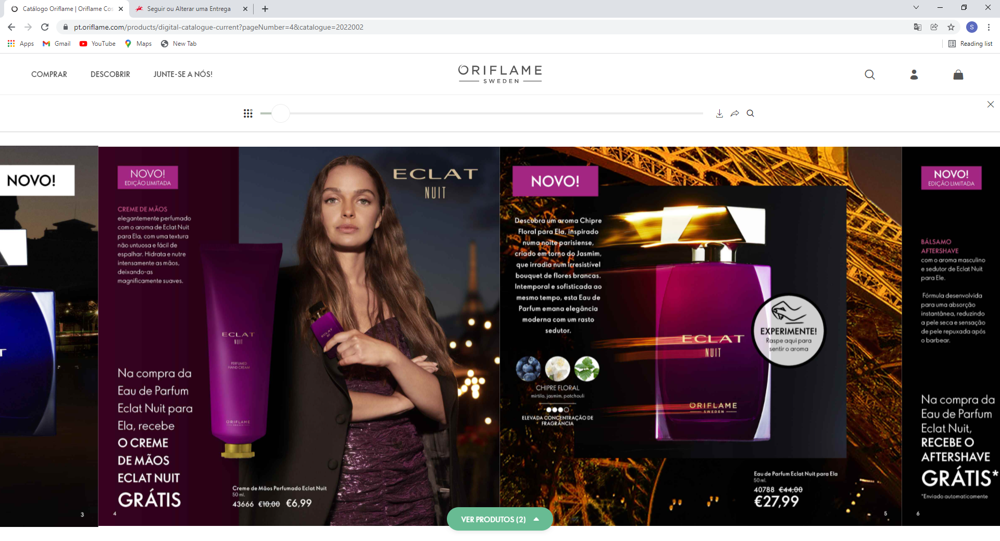 Catálogo Oriflame | Oriflame Cos
Seguir ou Alterar uma Entrega
pt.oriflame.com/products/digital-catalogue-current?pageNumber=4&catalogue=2022002
S
Apps
Gmail
YouTube
Maps
New Tab
Reading list
COMPRAR
DESCOBRIR
JUNTE-SE A NÓS!
ORIFLAME
SWEDEN
NOVO!
3
NOVO!
EDIÇÃO LIMITADA
CREME DE MÃOS
elegantemente perfumado
com o aroma de Eclat Nuit
para Ela, com uma textura
não untuosa e fácil de
espalhar. Hidrata e nutre
intensamente as mãos,
deixando-as
magnificamente suaves.
Na compra da
Eau de Parfum
Eclat Nuit para
Ela, recebe
O CREME
DE MÃOS
ECLAT NUIT
GRÁTIS
4
ECLAT
NUIT
PERFUMED
HAND CREAM
ORIFLAME
SWEDEN
ECLAT
NUIT
ECLAT
Creme de Mãos Perfumado Eclat Nuit
50 ml.
43666 €10,00 €6,99
NOVO!
Descubra um aroma Chipre
Floral para Ela, inspirado
numa noite parisiense,
criado em torno do Jasmim,
que irradia num irresistível
bouquet de flores brancas.
Intemporal e sofisticada ao
mesmo tempo, esta Eau de
Parfum emana elegância
moderna com um rasto
sedutor.
CHIPRE FLORAL
mirtilo, jasmim, patchouli
ELEVADA CONCENTRAÇÃO DE
FRAGRÂNCIA
ECLAT
NUIT
ORIFLAME
SWEDEN
EXPERIMENTE!
Raspe aqui para
sentir o aroma
Eau de Parfum Eclat Nuit para Ela
50 ml.
40788 €44,00
€27,99
5
NOVO!
EDIÇÃO LIMITADA
BÁLSAMO
AFTERSHAVE
com o aroma masculino
e sedutor de Eclat Nuit
para Ele.
Fórmula desenvolvida
para uma absorção
instantânea, reduzindo
a pele seca e sensação
de pele repuxada após
o barbear.
Na compra da
Eau de Parfum
Eclat Nuit,
RECEBE O
AFTERSHAVE
GRÁTIS*
*Enviado automaticamente
6
VER PRODUTOS (2)